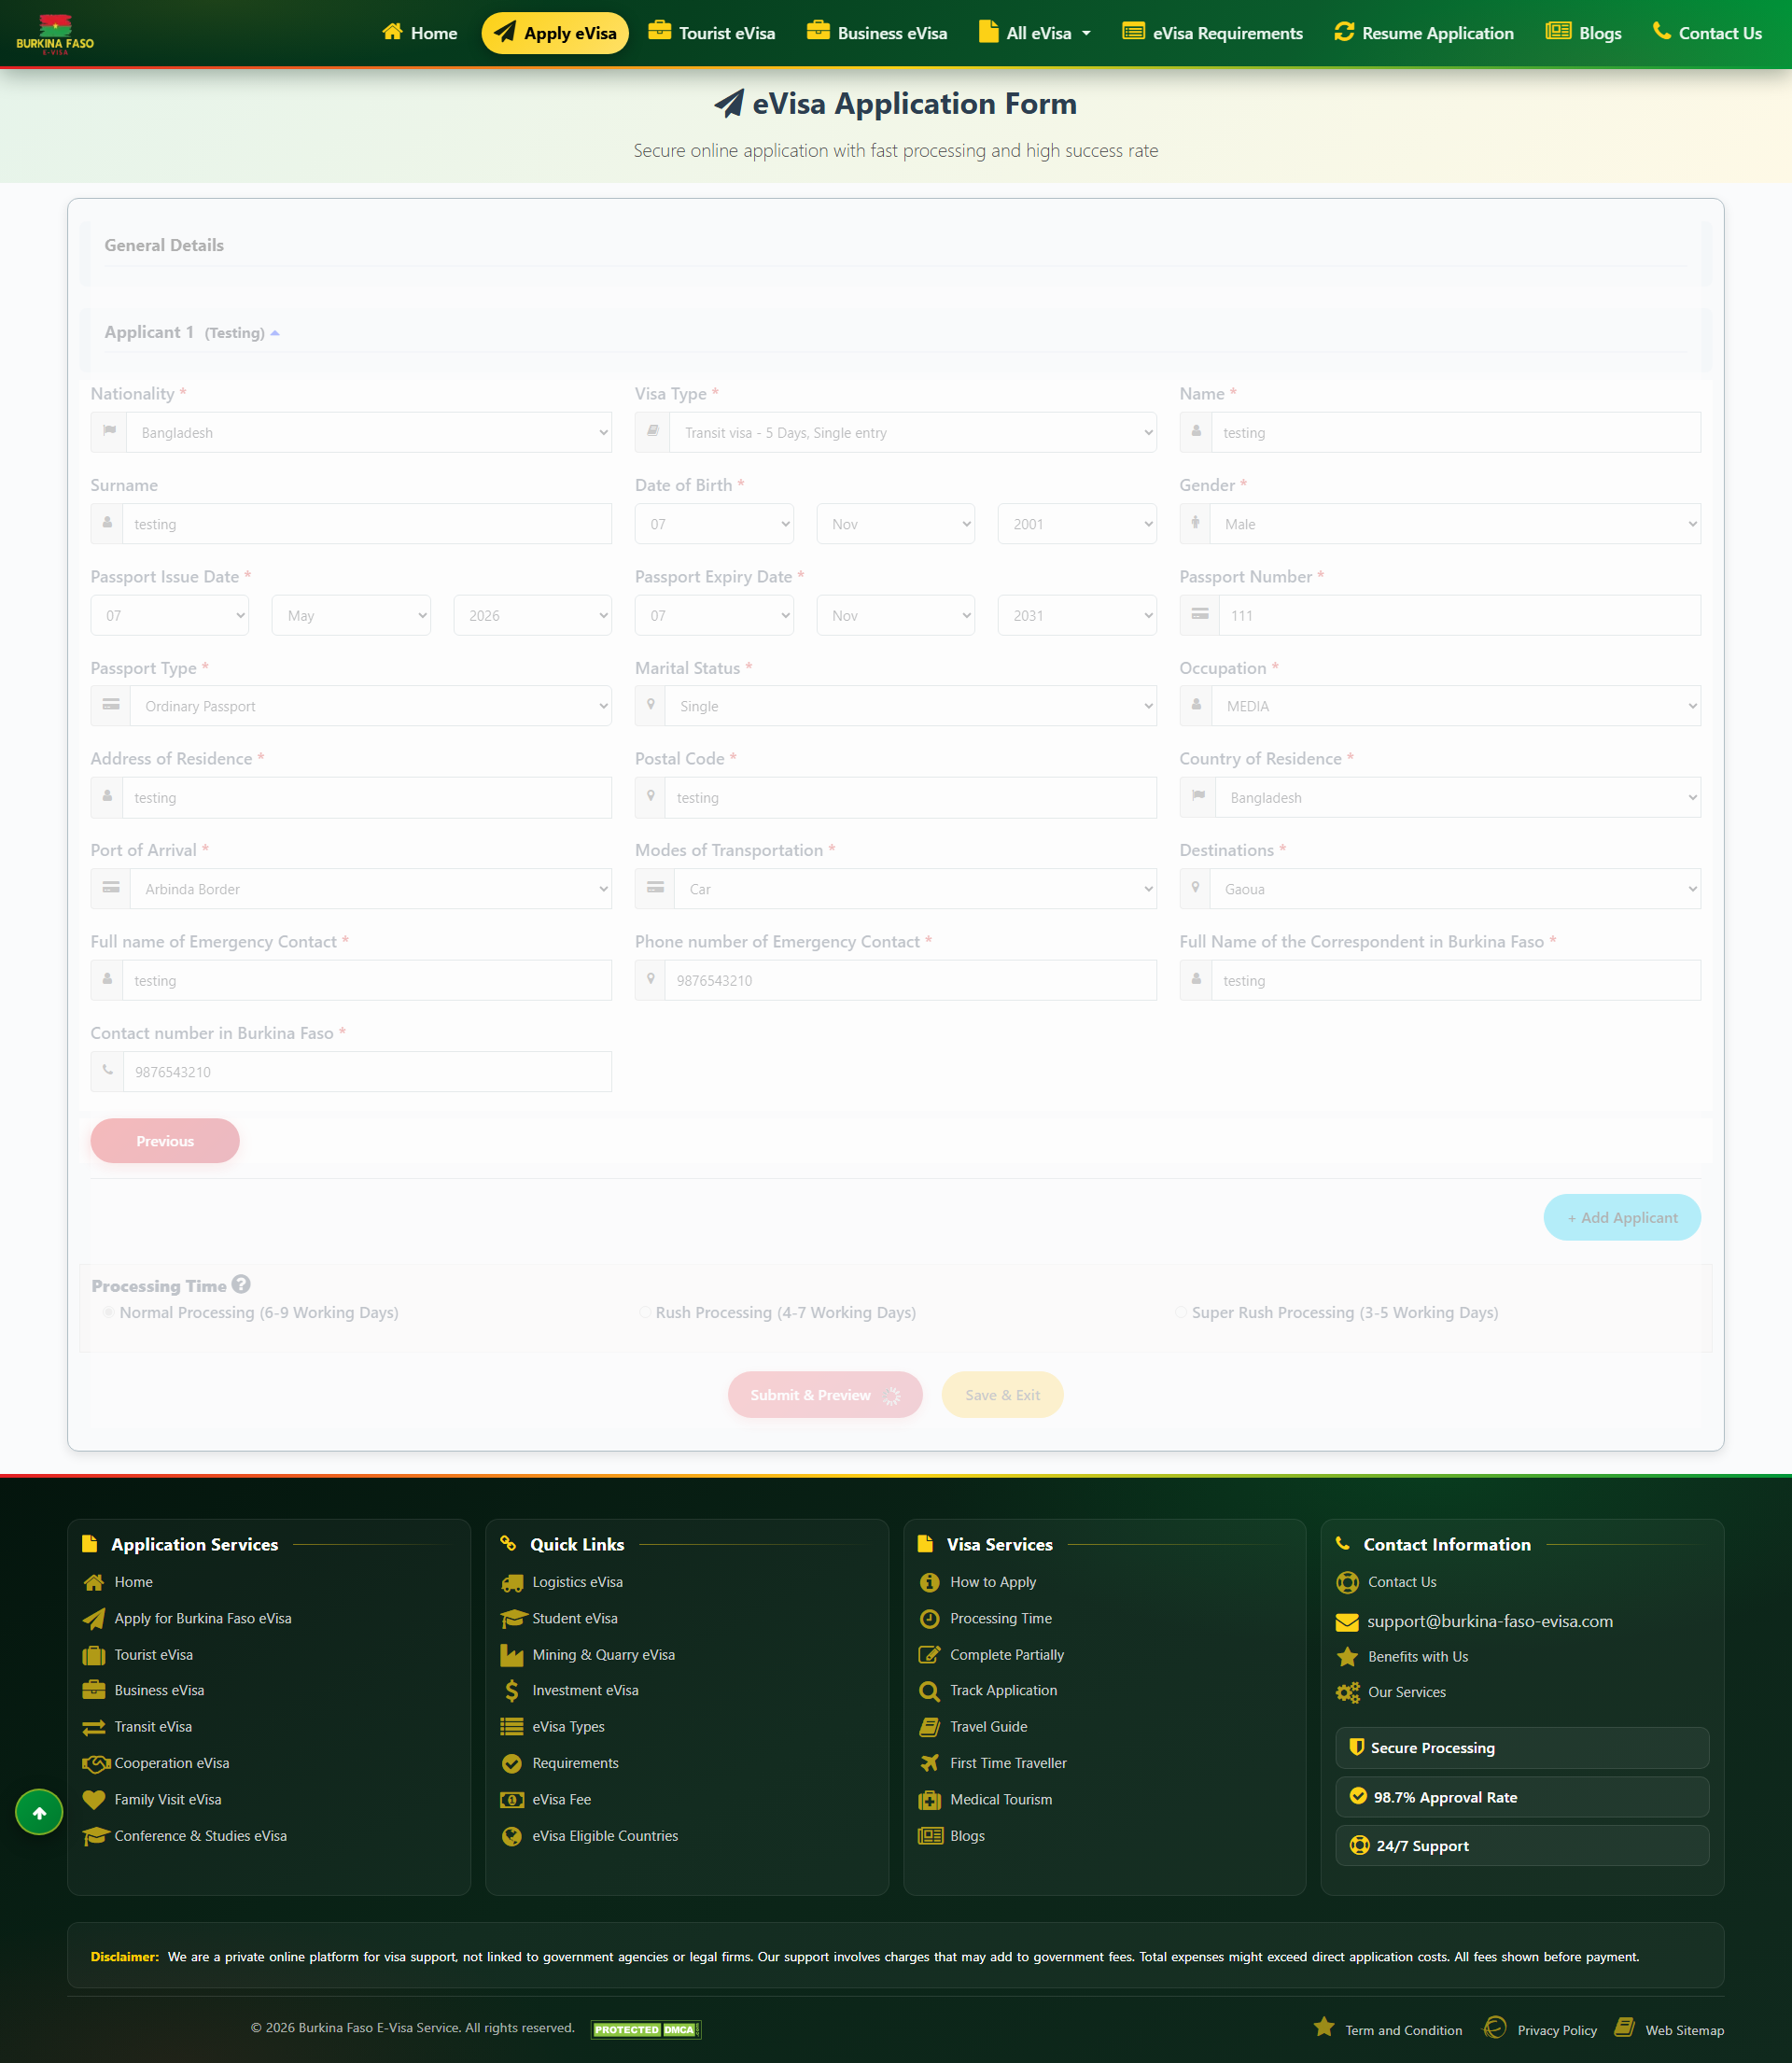 BURKINA FASO
E-VISA
Home
Apply eVisa
Tourist eVisa
Business eVisa
All eVisa
eVisa Requirements
Resume Application
Blogs
Contact Us
eVisa Application Form
Secure online application with fast processing and high success rate
General Details
Applicant 1 (Testing)
Nationality *
Visa Type *
Name *
Bangladesh
Transit visa - 5 Days, Single entry
testing
Surname
Date of Birth *
Gender *
testing
07
Nov
2001
Male
Passport Issue Date *
Passport Expiry Date *
Passport Number *
07
May
2026
07
Nov
2031
111
Passport Type *
Marital Status *
Occupation *
Ordinary Passport
Single
MEDIA
Address of Residence *
Postal Code *
Country of Residence *
testing
testing
Bangladesh
Port of Arrival *
Modes of Transportation *
Destinations *
Arbinda Border
Car
Gaoua
Full name of Emergency Contact *
Phone number of Emergency Contact *
Full Name of the Correspondent in Burkina Faso *
testing
9876543210
testing
Contact number in Burkina Faso *
9876543210
Previous
+ Add Applicant
Processing Time ?
Normal Processing (6-9 Working Days)
Rush Processing (4-7 Working Days)
Super Rush Processing (3-5 Working Days)
Submit & Preview
Save & Exit
Application Services
Home
Apply for Burkina Faso eVisa
Tourist eVisa
Business eVisa
Transit eVisa
Cooperation eVisa
Family Visit eVisa
Conference & Studies eVisa
Quick Links
Logistics eVisa
Student eVisa
Mining & Quarry eVisa
Investment eVisa
eVisa Types
Requirements
eVisa Fee
eVisa Eligible Countries
Visa Services
How to Apply
Processing Time
Complete Partially
Track Application
Travel Guide
First Time Traveller
Medical Tourism
Blogs
Contact Information
Contact Us
support@burkina-faso-evisa.com
Benefits with Us
Our Services
Secure Processing
98.7% Approval Rate
24/7 Support
Disclaimer: We are a private online platform for visa support, not linked to government agencies or legal firms. Our support involves charges that may add to government fees. Total expenses might exceed direct application costs. All fees shown before payment.
© 2026 Burkina Faso E-Visa Service. All rights reserved.
PROTECTED DMCA
Term and Condition
Privacy Policy
Web Sitemap